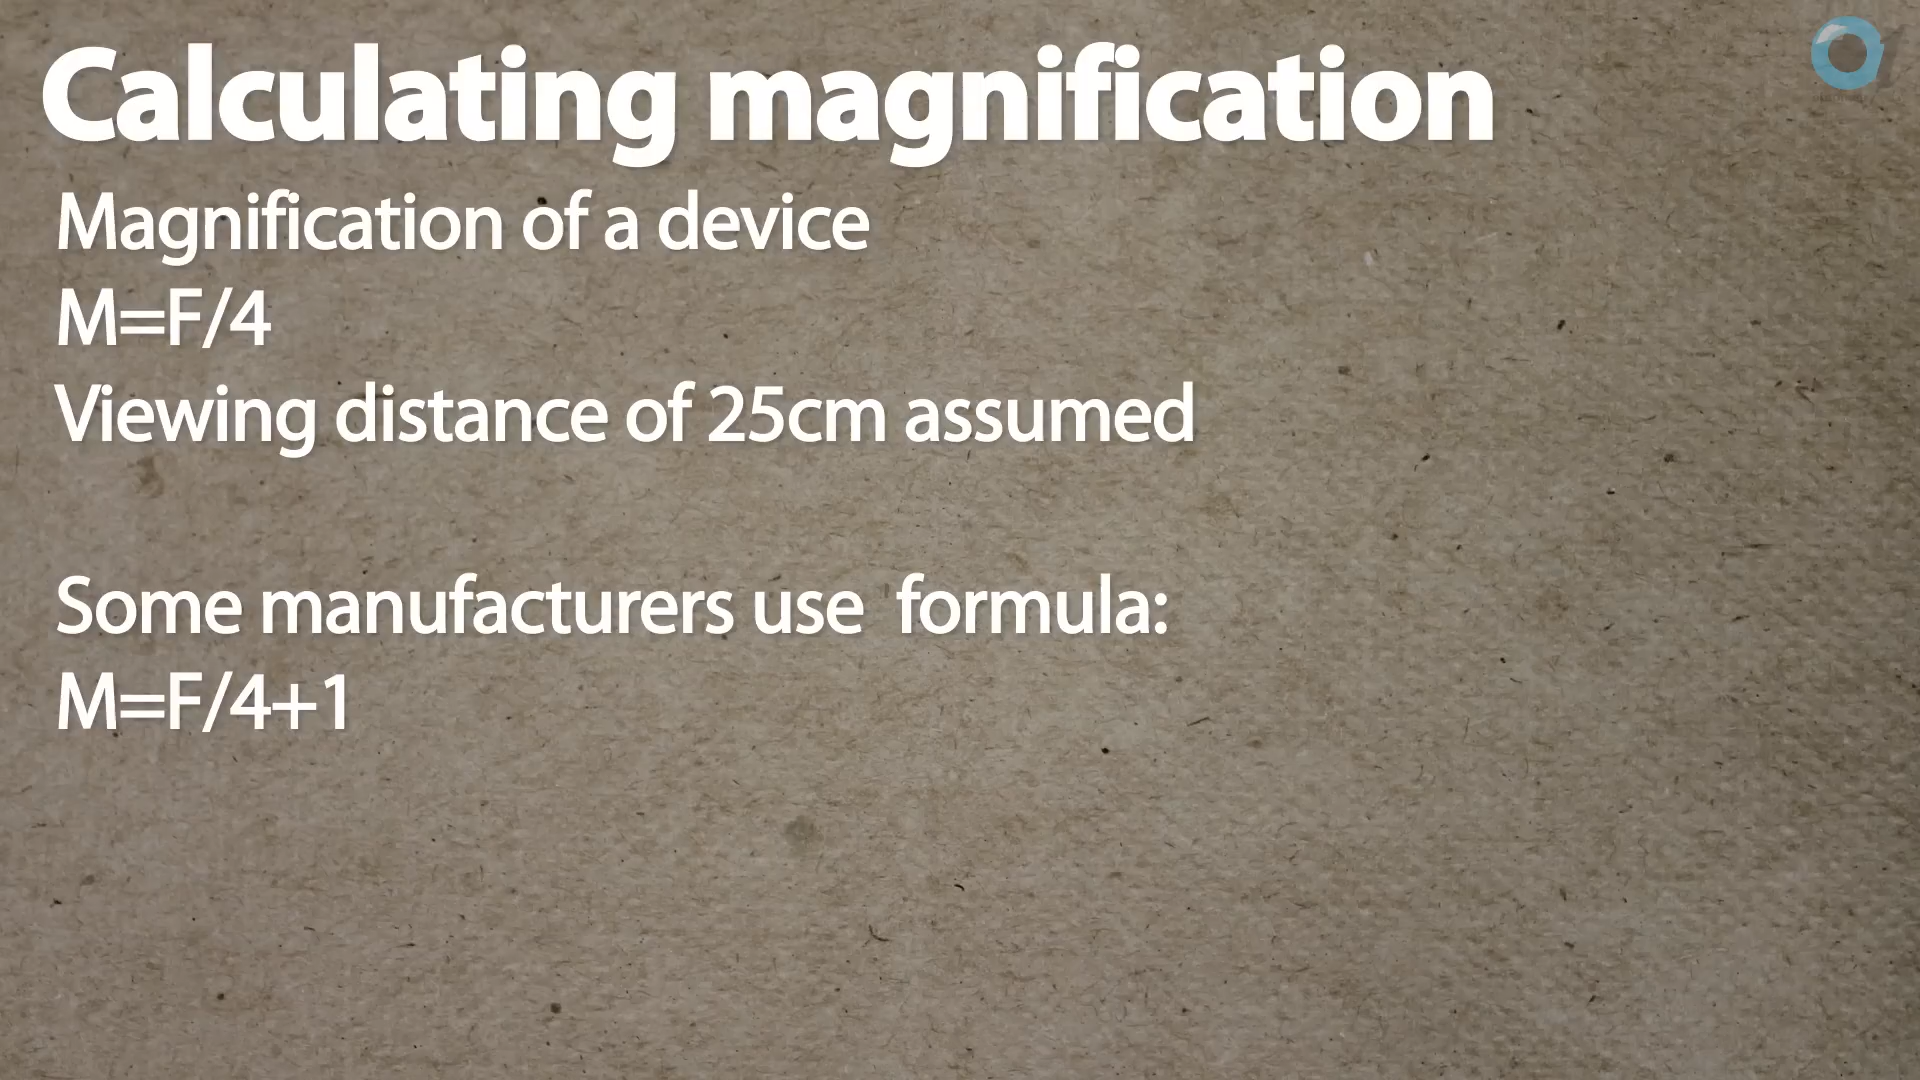 Calculating magnification
Magnification of a device
M=F/4
Viewing distance of 25cm assumed
Some manufacturers use  formula:
M=F/4+1